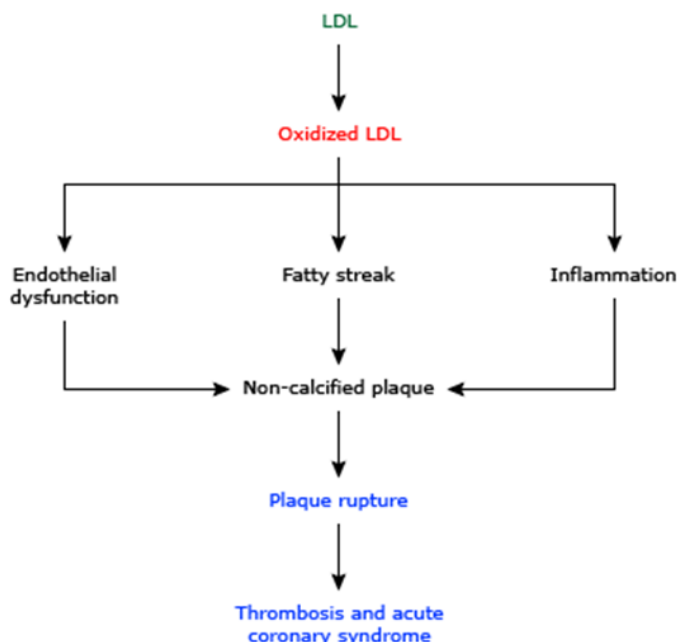 LDL
Oxidized LDL
Endothelial
dysfunction
Fatty streak
Inflammation
Non-calcified plaque
Plaque rupture
Thrombosis and acute
coronary syndrome